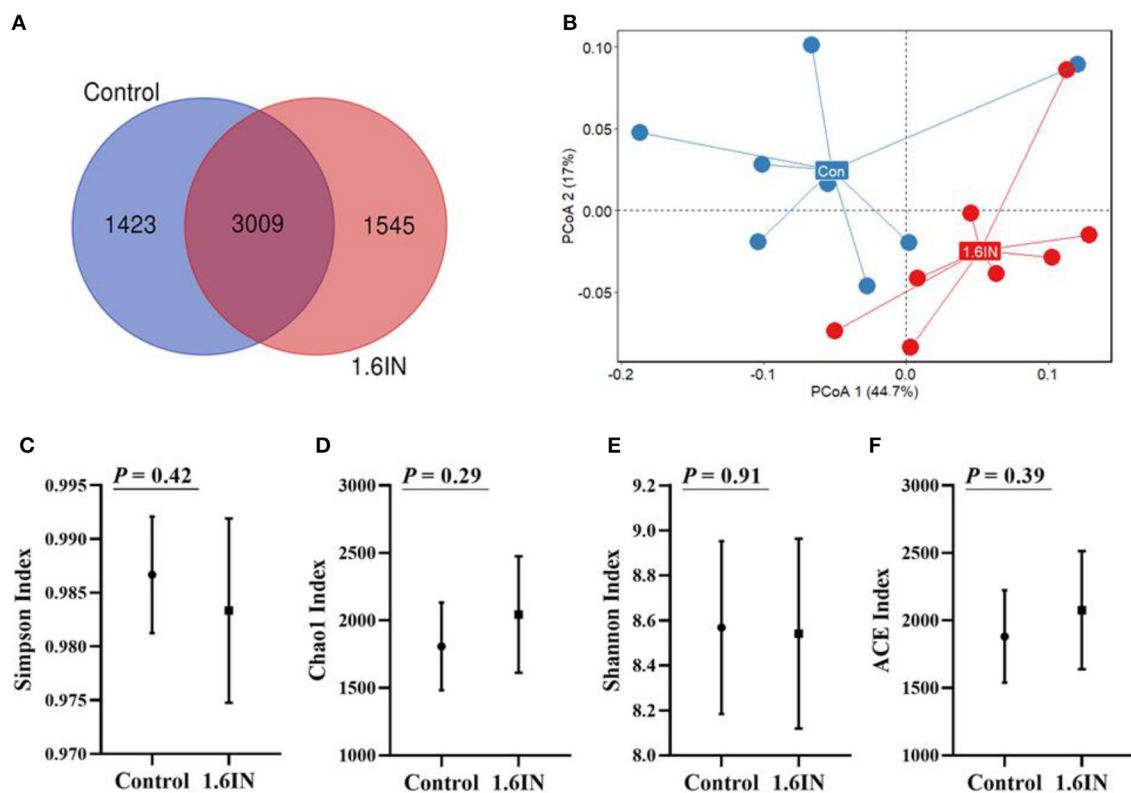 A
Control
1423
3009
1545
1.6IN
B
0.10
0.05
0.00
-0.05
PCoA 2 (17%)
Con
1.6IN
-0.2
-0.1
0.0
0.1
PCoA 1 (44.7%)
C
P = 0.42
0.995
0.990
0.985
0.980
0.975
0.970
Simpson Index
Control 1.6IN
D
P = 0.29
3000
2500
2000
1500
1000
Chao1 Index
Control 1.6IN
E
P = 0.91
9.2
9.0
8.8
8.6
8.4
8.2
8.0
Shannon Index
Control 1.6IN
F
P = 0.39
3000
2500
2000
1500
1000
ACE Index
Control 1.6IN